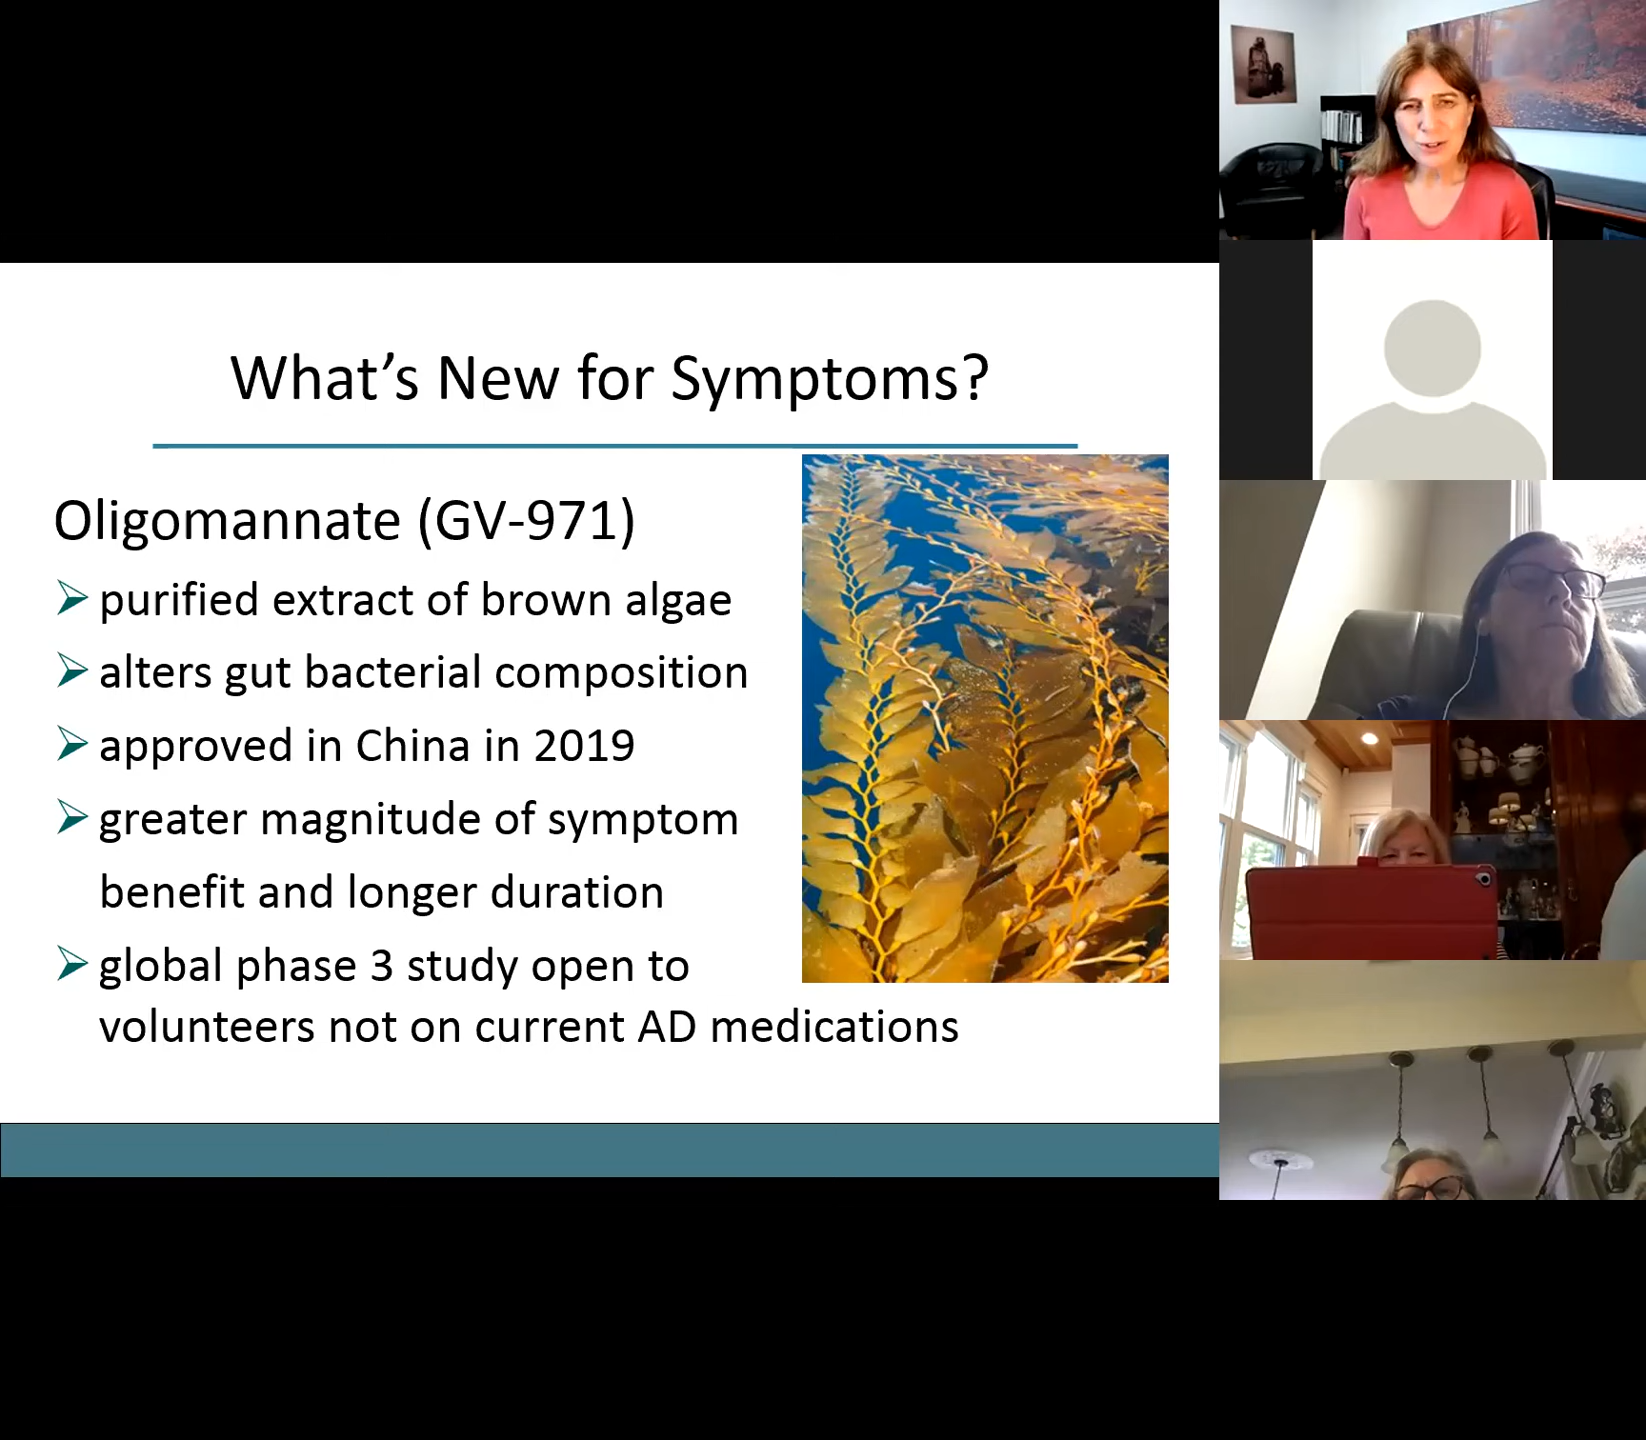 What’s New for Symptoms?
Oligomannate (GV-971)
purified extract of brown algae
alters gut bacterial composition
approved in China in 2019
greater magnitude of symptom
benefit and longer duration
global phase 3 study open to
volunteers not on current AD medications